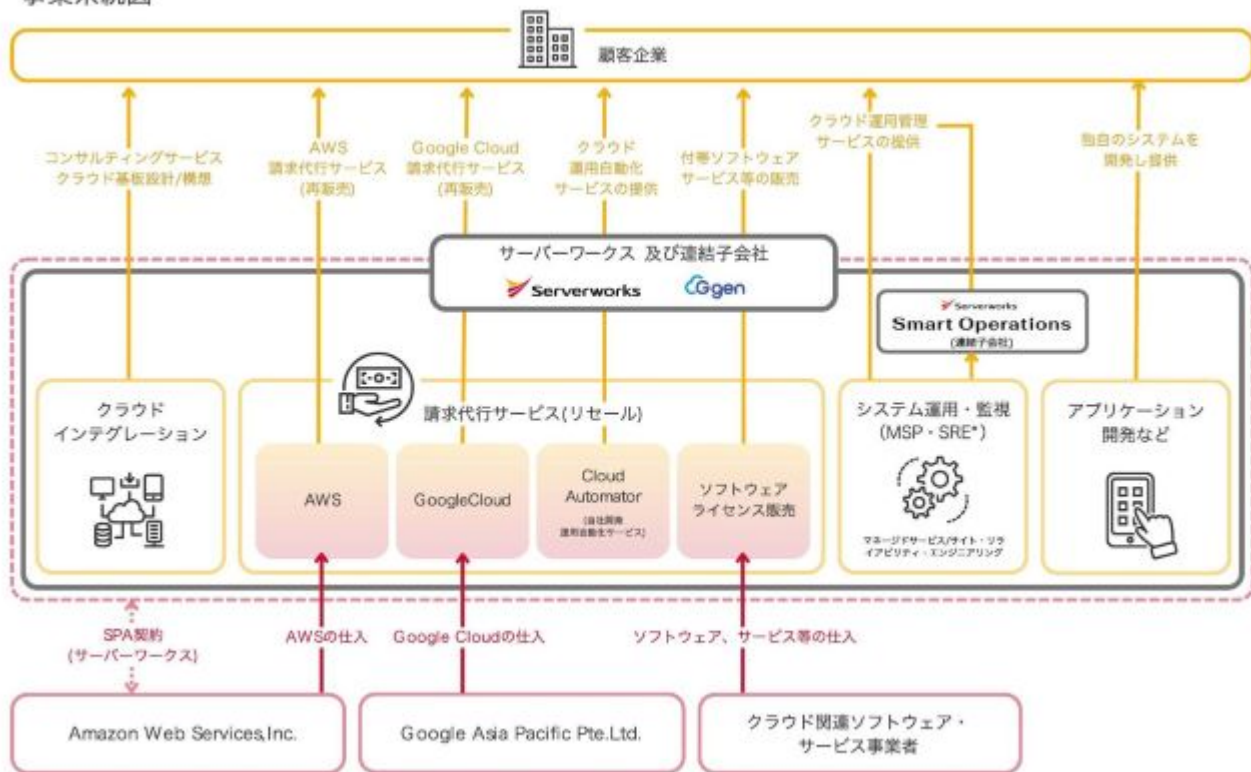 事業系統図
顧客企業
コンサルティングサービス
クラウド基板設計/構想
AWS
請求代行サービス
(再販売)
Google Cloud
請求代行サービス
(再販売)
クラウド
運用自動化
サービスの提供
付帯ソフトウェア
サービス等の販売
クラウド運用管理
サービスの提供
独自のシステムを
開発し提供
サーバーワークス 及び連結子会社
Serverworks
G-gen
Serverworks
Smart Operations
(連結子会社)
クラウド
インテグレーション
請求代行サービス(リセール)
AWS
GoogleCloud
Cloud
Automator
(自社開発
運用自動化サービス)
ソフトウェア
ライセンス販売
システム運用・監視
(MSP・SRE*)
マネージドサービス/サイト・リラ
イアビリティ・エンジニアリング
アプリケーション
開発など
SPA契約
(サーバーワークス)
AWSの仕入
Google Cloudの仕入
ソフトウェア、サービス等の仕入
Amazon Web Services,Inc.
Google Asia Pacific Pte.Ltd.
クラウド関連ソフトウェア・
サービス事業者